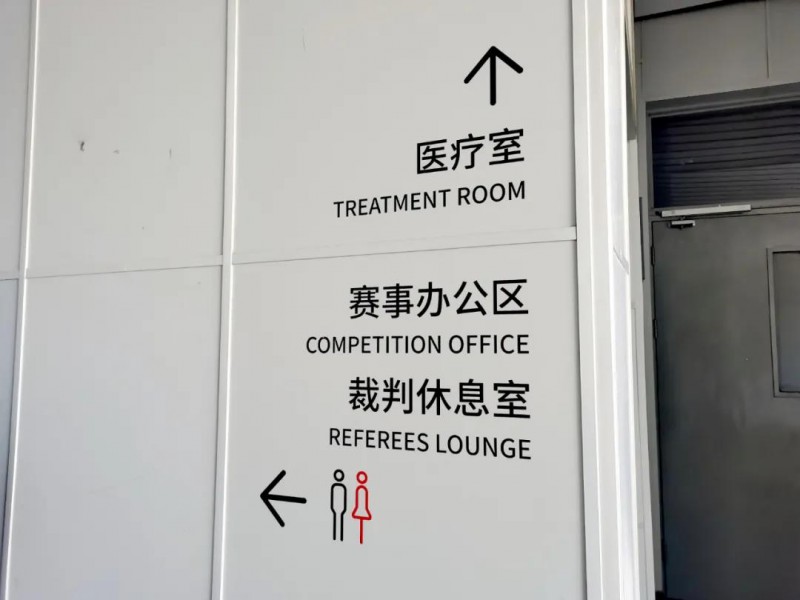 医疗室
TREATMENT ROOM
赛事办公区
COMPETITION OFFICE
裁判休息室
REFEREES LOUNGE